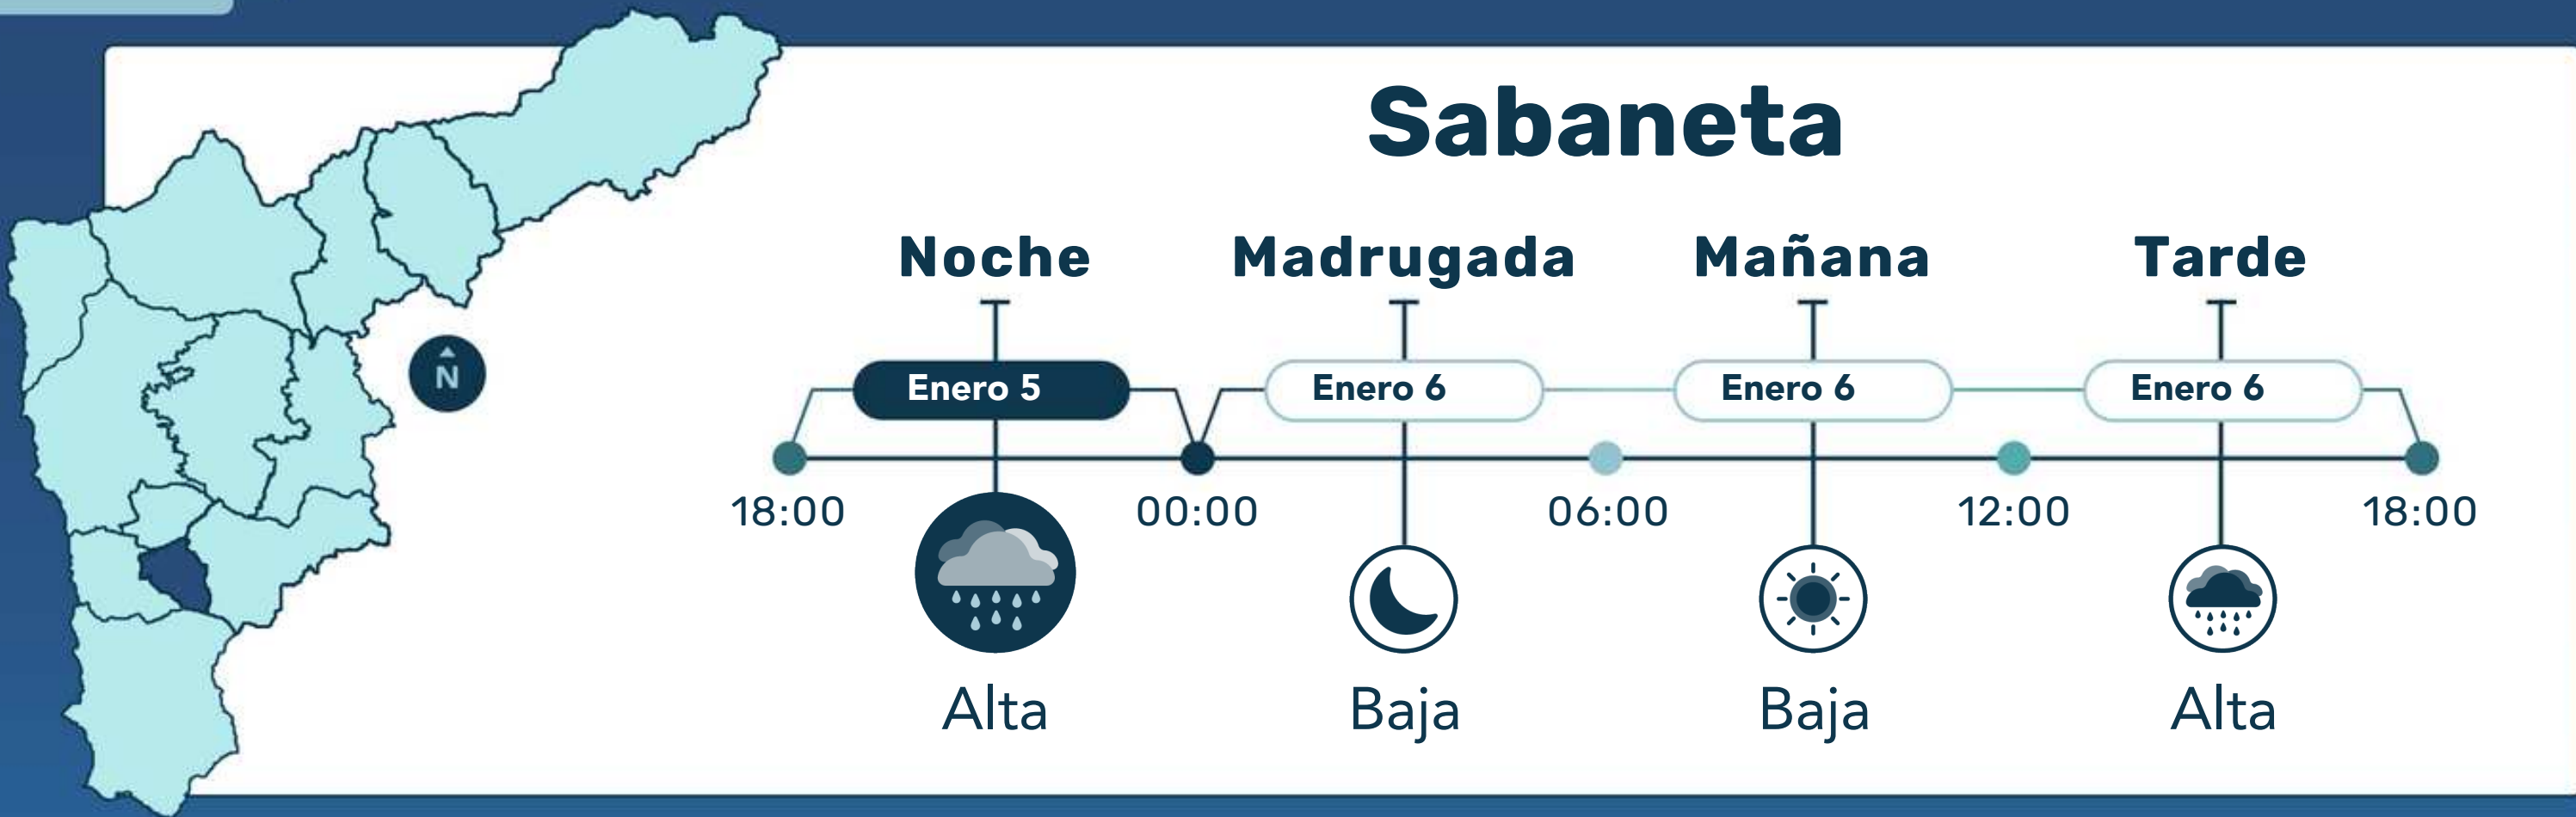 Sabaneta
Noche Madrugada Mañana Tarde
Enero 5 Enero 6 Enero 6 Enero 6
N
18:00 00:00 06:00 12:00 18:00
Alta Baja Baja Alta